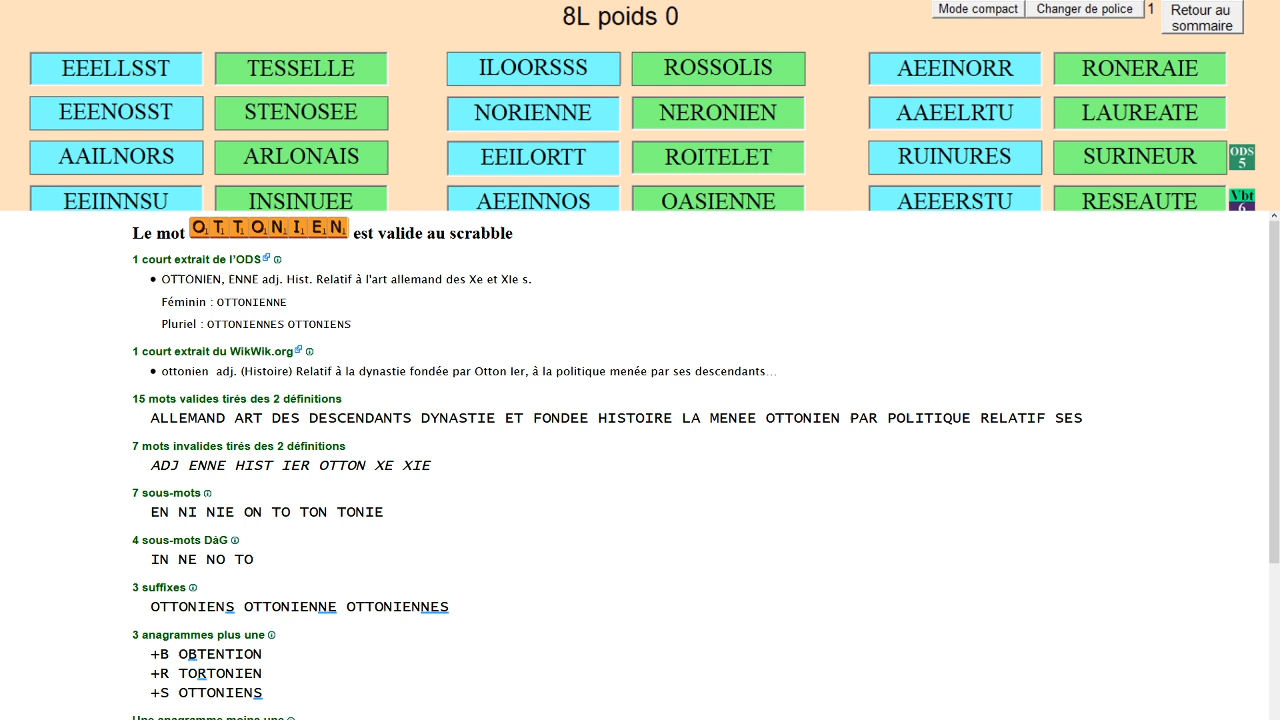 8L poids 0
Mode compact Changer de police 1 Retour au sommaire
EEELLSST TESSELLE ILOORSSS ROSSOLIS AEEINORR RONERAIE
EEENOSST STENOSEE NORIENNE NERONIEN AAEELRTU LAUREATE
AAILNORS ARLONAIS EEILORTT ROITELET RUINURES SURINEUR ODS 5
EEIINNSU INSINUEE AEEINNOS OASIENNE AEEERSTU RESEAUTE Vbt 6
Le mot OTTONIEN est valide au scrabble
1 court extrait de l'ODS
• OTTONIEN, ENNE adj. Hist. Relatif à l'art allemand des Xe et XIe s.
Féminin : OTTONIENNE
Pluriel : OTTONIENNES OTTONIENS
1 court extrait du WikWik.org
• ottonien adj. (Histoire) Relatif à la dynastie fondée par Otton Ier, à la politique menée par ses descendants…
15 mots valides tirés des 2 définitions
ALLEMAND ART DES DESCENDANTS DYNASTIE ET FONDEE HISTOIRE LA MENEE OTTONIEN PAR POLITIQUE RELATIF SES
7 mots invalides tirés des 2 définitions
ADJ ENNE HIST IER OTTON XE XIE
7 sous-mots
EN NI NIE ON TO TON TONIE
4 sous-mots DàG
IN NE NO TO
3 suffixes
OTTONIENS OTTONIENNE OTTONIENNES
3 anagrammes plus une
+B OBTENTION
+R TORTONIEN
+S OTTONIENS
Une anagramme moins une